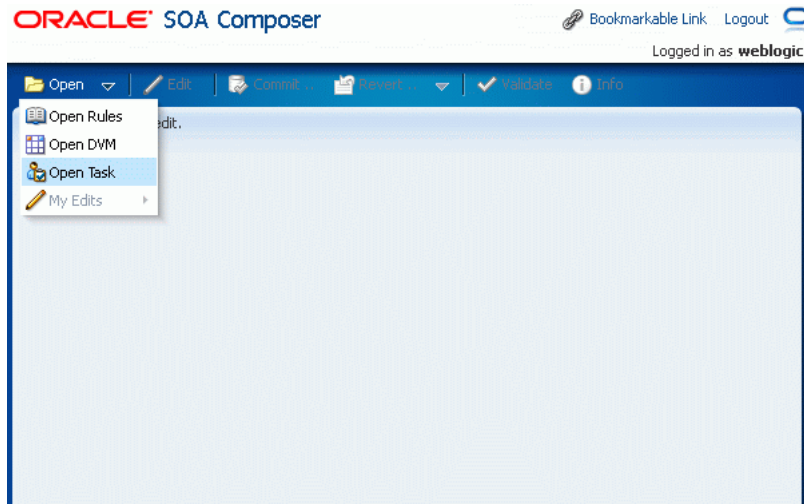 ORACLE SOA Composer
Bookmarkable Link Logout
Logged in as weblogic
Open Edit Commit .. Revert .. Validate Info
Open Rules
edit.
Open DVM
Open Task
My Edits